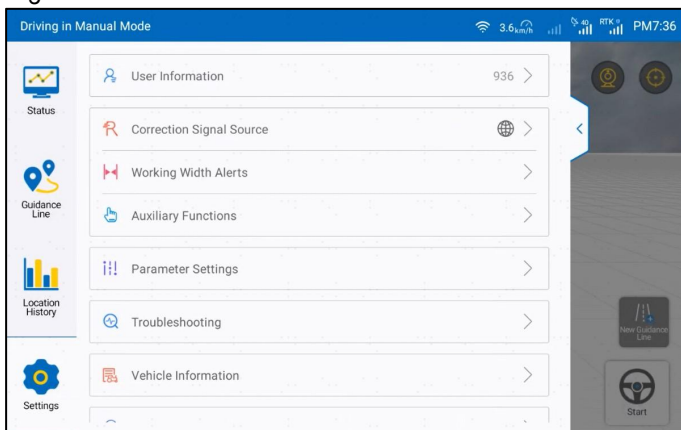 Driving in Manual Mode
3.6km/h
40
RTK
PM7:36
Status
User Information
936
Correction Signal Source
Working Width Alerts
Guidance
Line
Auxiliary Functions
Parameter Settings
Location
History
Troubleshooting
New Guidance
Line
Vehicle Information
Settings
Start